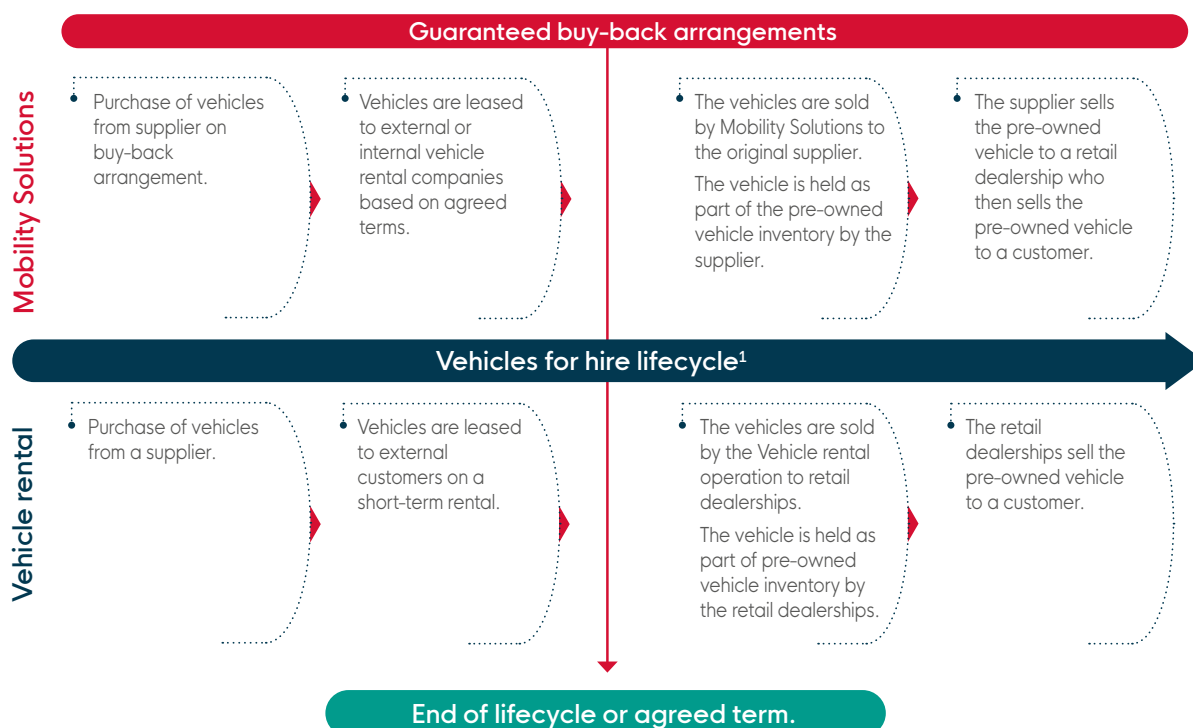 Guaranteed buy-back arrangements
Mobility Solutions
Purchase of vehicles
from supplier on
buy-back
arrangement.
Vehicles are leased
to external or
internal vehicle
rental companies
based on agreed
terms.
The vehicles are sold
by Mobility Solutions to
the original supplier.
The vehicle is held as
part of the pre-owned
vehicle inventory by the
supplier.
The supplier sells
the pre-owned
vehicle to a retail
dealership who
then sells the
pre-owned vehicle
to a customer.
Vehicles for hire lifecycle¹
Vehicle rental
Purchase of vehicles
from a supplier.
Vehicles are leased
to external
customers on a
short-term rental.
The vehicles are sold
by the Vehicle rental
operation to retail
dealerships.
The vehicle is held as
part of pre-owned
vehicle inventory by
the retail dealerships.
The retail
dealerships sell the
pre-owned vehicle
to a customer.
End of lifecycle or agreed term.